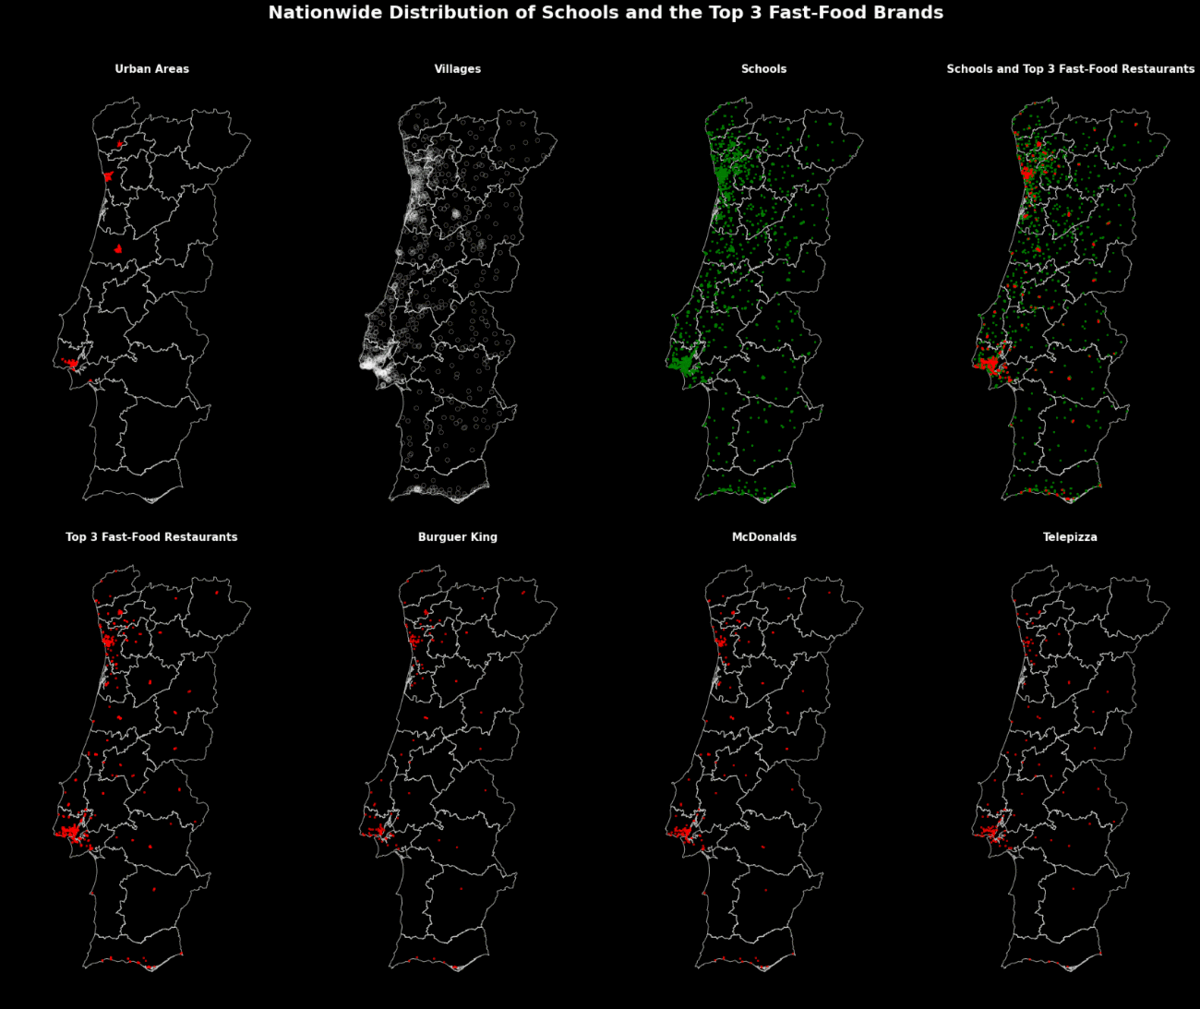 Nationwide Distribution of Schools and the Top 3 Fast-Food Brands
Urban Areas
Villages
Schools
Schools and Top 3 Fast-Food Restaurants
Top 3 Fast-Food Restaurants
Burguer King
McDonalds
Telepizza